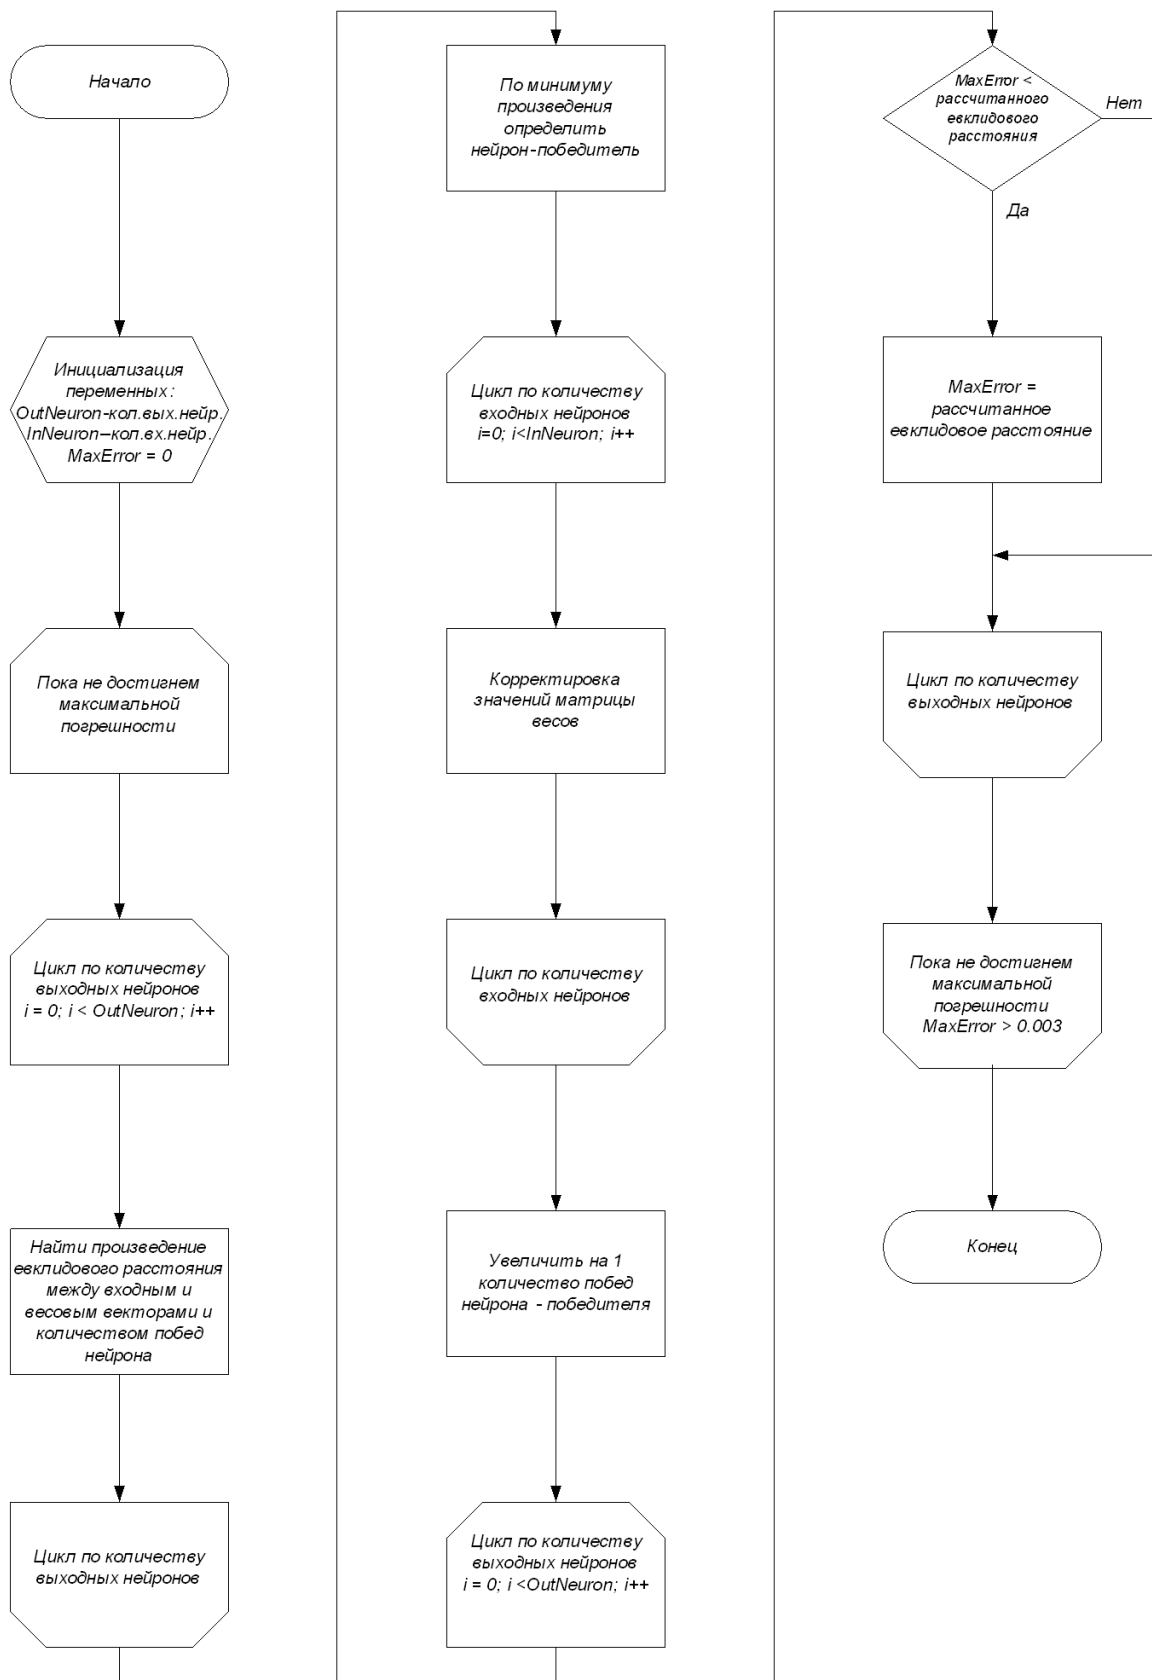 Начало
Инициализация
переменных:
OutNeuron-кол.вых.нейр.
InNeuron–кол.вх.нейр.
MaxError = 0
Пока не достигнем
максимальной
погрешности
Цикл по количеству
выходных нейронов
i = 0; i < OutNeuron; i++
Найти произведение
евклидового расстояния
между входным и
весовым векторами и
количеством побед
нейрона
Цикл по количеству
выходных нейронов
По минимуму
произведения
определить
нейрон-победитель
Цикл по количеству
входных нейронов
i=0; i<InNeuron; i++
Корректировка
значений матрицы
весов
Цикл по количеству
входных нейронов
Увеличить на 1
количество побед
нейрона - победителя
Цикл по количеству
выходных нейронов
i = 0; i <OutNeuron; i++
MaxError <
рассчитанного
евклидового
расстояния
Нет
Да
MaxError =
рассчитанное
евклидовое расстояние
Цикл по количеству
выходных нейронов
Пока не достигнем
максимальной
погрешности
MaxError > 0.003
Конец